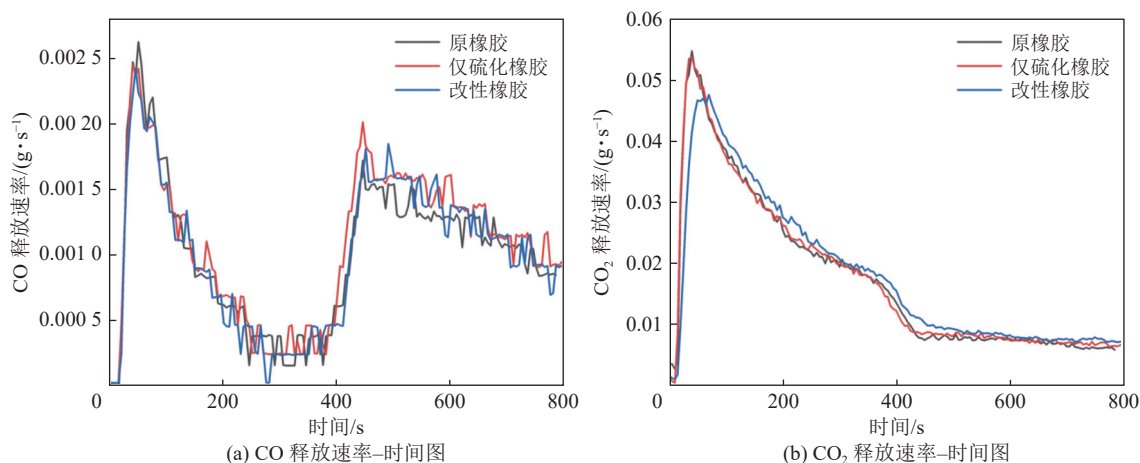 0.002 5
0.00 20
0.001 5
0.001 0
0.000 5
0
200
400
600
800
CO 释放速率/(g·s⁻¹)
原橡胶
仅硫化橡胶
改性橡胶
时间/s
(a) CO 释放速率–时间图
0.06
0.05
0.04
0.03
0.02
0.01
0
200
400
600
800
CO₂ 释放速率/(g·s⁻¹)
原橡胶
仅硫化橡胶
改性橡胶
时间/s
(b) CO₂ 释放速率–时间图